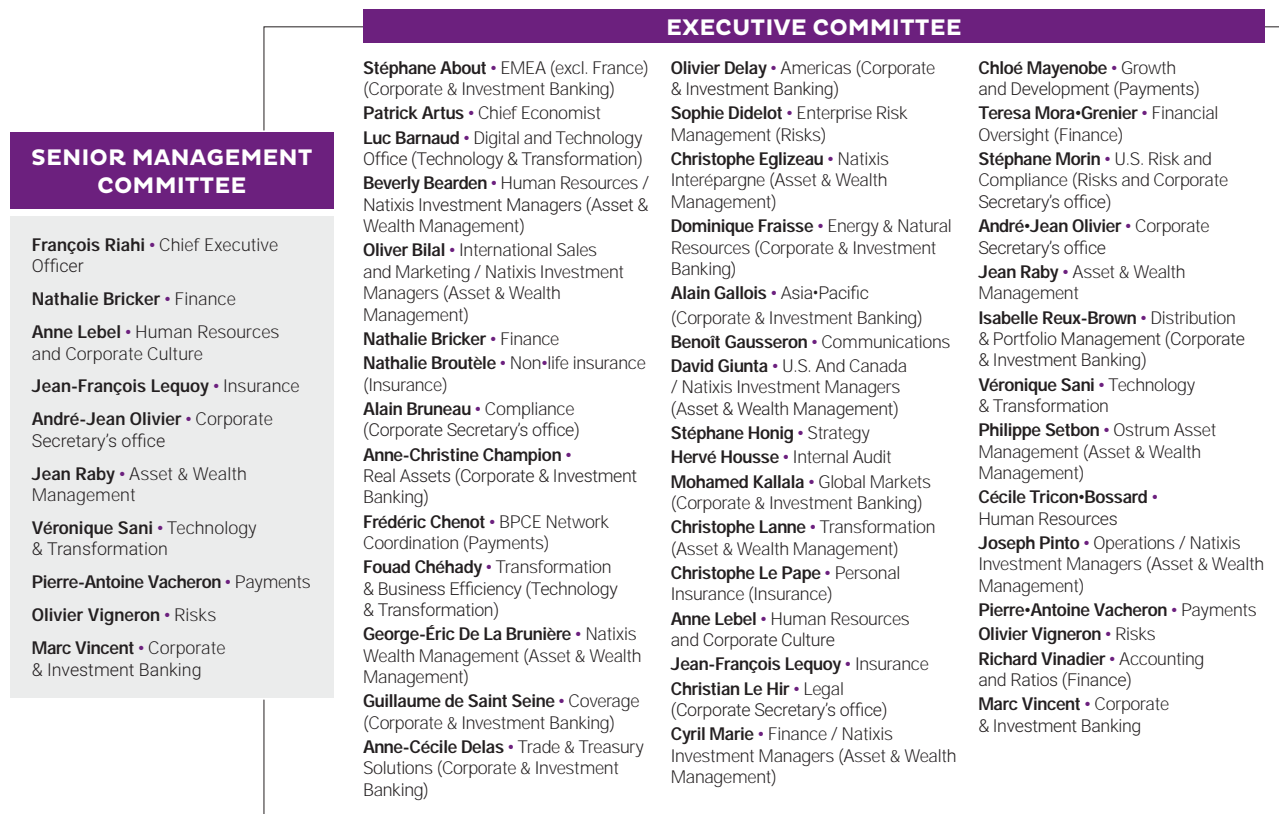 EXECUTIVE COMMITTEE
SENIOR MANAGEMENT
COMMITTEE
François Riahi • Chief Executive
Officer
Nathalie Bricker • Finance
Anne Lebel • Human Resources
and Corporate Culture
Jean-François Lequoy • Insurance
André-Jean Olivier • Corporate
Secretary's office
Jean Raby • Asset & Wealth
Management
Véronique Sani • Technology
& Transformation
Pierre-Antoine Vacheron • Payments
Olivier Vigneron • Risks
Marc Vincent • Corporate
& Investment Banking
Stéphane About • EMEA (excl. France)
(Corporate & Investment Banking)
Patrick Artus • Chief Economist
Luc Barnaud • Digital and Technology
Office (Technology & Transformation)
Beverly Bearden • Human Resources /
Natixis Investment Managers (Asset &
Wealth Management)
Oliver Bilal • International Sales
and Marketing / Natixis Investment
Managers (Asset & Wealth
Management)
Nathalie Bricker • Finance
Nathalie Broutèle • Non•life insurance
(Insurance)
Alain Bruneau • Compliance
(Corporate Secretary's office)
Anne-Christine Champion •
Real Assets (Corporate & Investment
Banking)
Frédéric Chenot • BPCE Network
Coordination (Payments)
Fouad Chéhady • Transformation
& Business Efficiency (Technology
& Transformation)
George-Éric De La Brunière • Natixis
Wealth Management (Asset & Wealth
Management)
Guillaume de Saint Seine • Coverage
(Corporate & Investment Banking)
Anne-Cécile Delas • Trade & Treasury
Solutions (Corporate & Investment
Banking)
Olivier Delay • Americas (Corporate
& Investment Banking)
Sophie Didelot • Enterprise Risk
Management (Risks)
Christophe Eglizeau • Natixis
Interépargne (Asset & Wealth
Management)
Dominique Fraisse • Energy & Natural
Resources (Corporate & Investment
Banking)
Alain Gallois • Asia•Pacific
(Corporate & Investment Banking)
Benoît Gausseron • Communications
David Giunta • U.S. And Canada
/ Natixis Investment Managers
(Asset & Wealth Management)
Stéphane Honig • Strategy
Hervé Housse • Internal Audit
Mohamed Kallala • Global Markets
(Corporate & Investment Banking)
Christophe Lanne • Transformation
(Asset & Wealth Management)
Christophe Le Pape • Personal
Insurance (Insurance)
Anne Lebel • Human Resources
and Corporate Culture
Jean-François Lequoy • Insurance
Christian Le Hir • Legal
(Corporate Secretary's office)
Cyril Marie • Finance / Natixis
Investment Managers (Asset & Wealth
Management)
Chloé Mayenobe • Growth
and Development (Payments)
Teresa Mora•Grenier • Financial
Oversight (Finance)
Stéphane Morin • U.S. Risk and
Compliance (Risks and Corporate
Secretary's office)
André•Jean Olivier • Corporate
Secretary's office
Jean Raby • Asset & Wealth
Management
Isabelle Reux-Brown • Distribution
& Portfolio Management (Corporate
& Investment Banking)
Véronique Sani • Technology
& Transformation
Philippe Setbon • Ostrum Asset
Management (Asset & Wealth
Management)
Cécile Tricon•Bossard •
Human Resources
Joseph Pinto • Operations / Natixis
Investment Managers (Asset & Wealth
Management)
Pierre•Antoine Vacheron • Payments
Olivier Vigneron • Risks
Richard Vinadier • Accounting
and Ratios (Finance)
Marc Vincent • Corporate
& Investment Banking